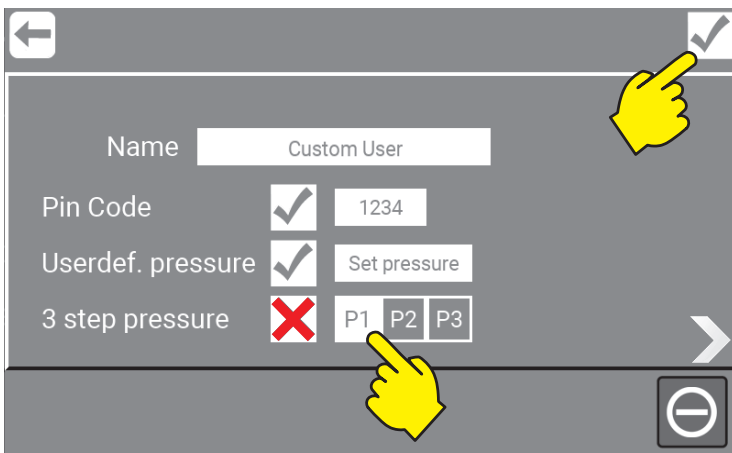 Name Custom User
Pin Code 1234
Userdef. pressure Set pressure
3 step pressure P1 P2 P3